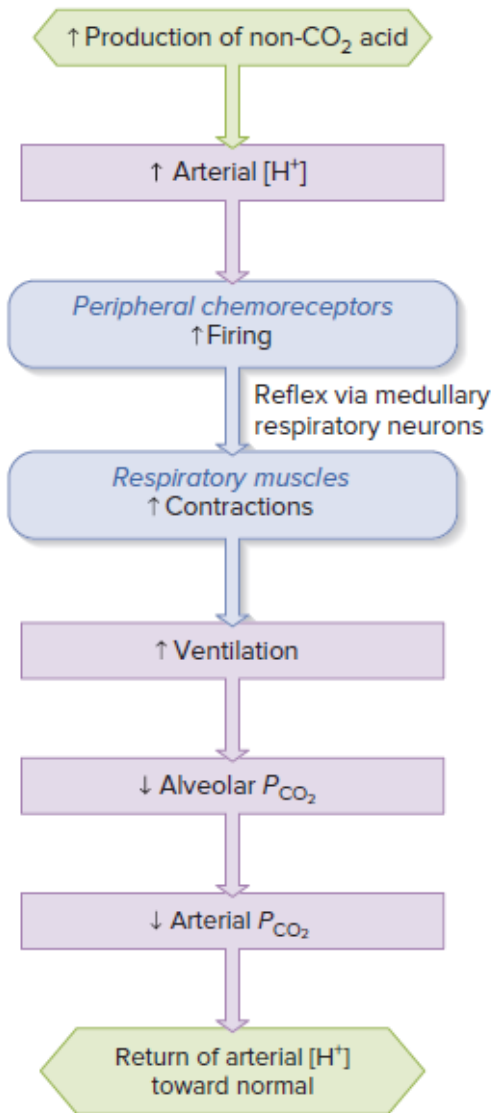 ↑ Production of non-CO₂ acid
↑ Arterial [H⁺]
Peripheral chemoreceptors
↑ Firing
Reflex via medullary
respiratory neurons
Respiratory muscles
↑ Contractions
↑ Ventilation
↓ Alveolar P_CO₂
↓ Arterial P_CO₂
Return of arterial [H⁺]
toward normal